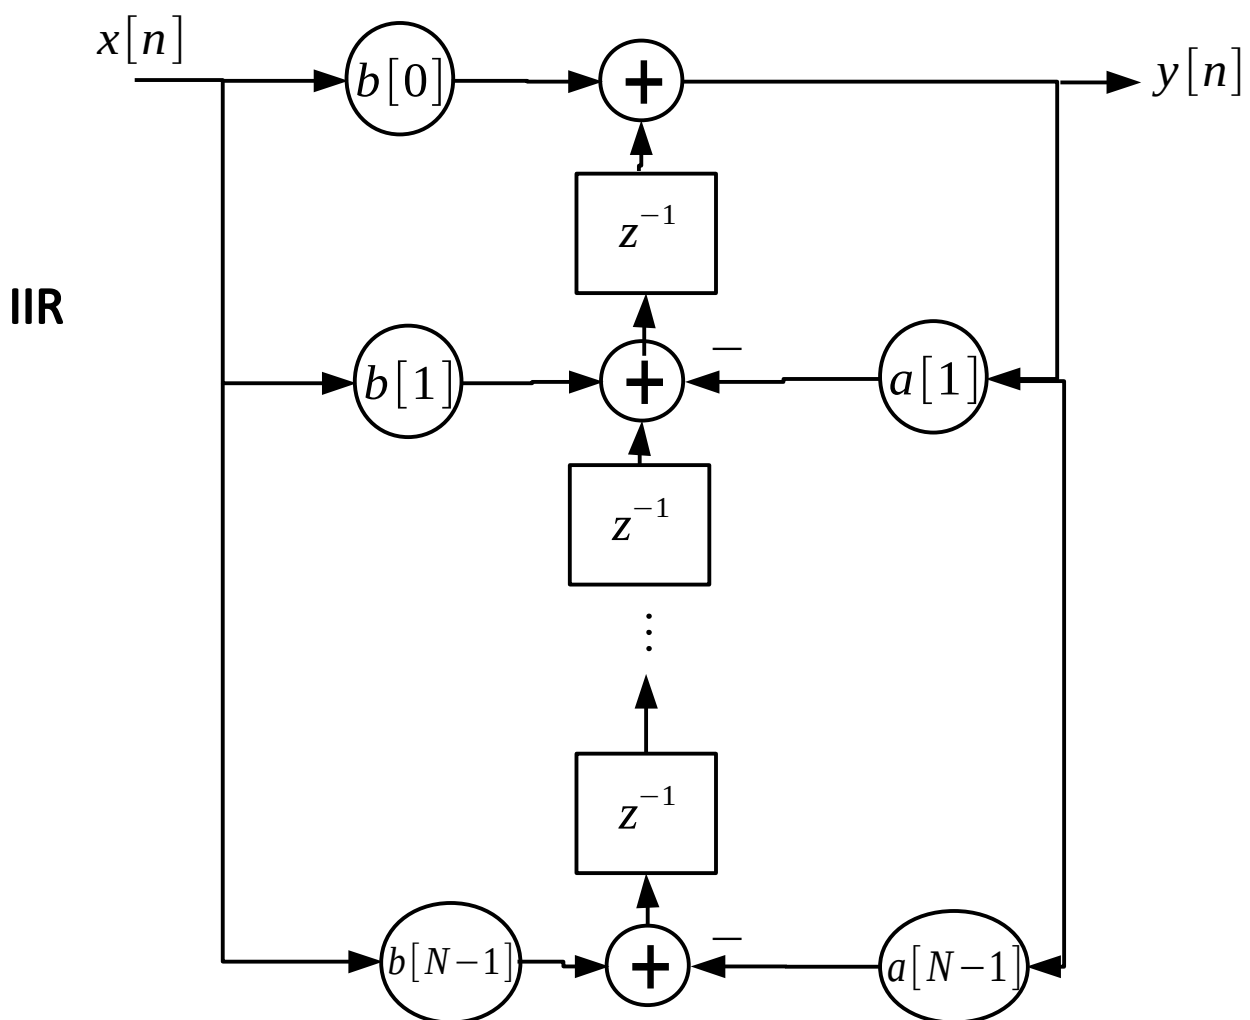 x[n]
b[0]
+
y[n]
z⁻¹
IIR
b[1]
+
−
a[1]
z⁻¹
⋮
z⁻¹
b[N−1]
+
−
a[N−1]